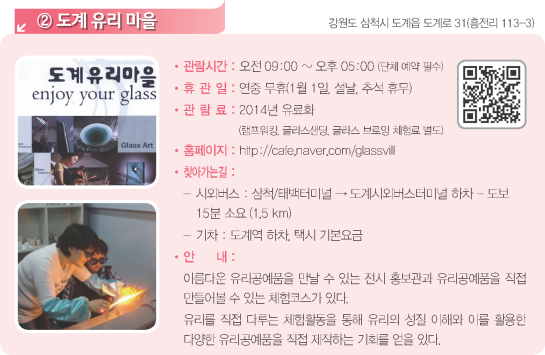 ② 도계 유리 마을
강원도 삼척시 도계읍 도계로 31(흥전리 113-3)
도계유리마을
enjoy your glass
Glass Art
• 관람시간 : 오전 09:00 ~ 오후 05:00 (단체 예약 필수)
• 휴 관 일 : 연중 무휴(1월 1일, 설날, 추석 휴무)
• 관 람 료 : 2014년 유료화
(램프워킹, 글라스샌딩, 글라스 브로잉 체험료 별도)
• 홈페이지 : http://cafe.naver.com/glassvill
• 찾아가는길 :
– 시외버스 : 삼척/태백터미널 → 도계시외버스터미널 하차 – 도보
15분 소요 (1.5 km)
– 기차 : 도계역 하차, 택시 기본요금
• 안 내 :
아름다운 유리공예품을 만날 수 있는 전시 홍보관과 유리공예품을 직접
만들어볼 수 있는 체험코스가 있다.
유리를 직접 다루는 체험활동을 통해 유리의 성질 이해와 이를 활용한
다양한 유리공예품을 직접 제작하는 기회를 얻을 있다.